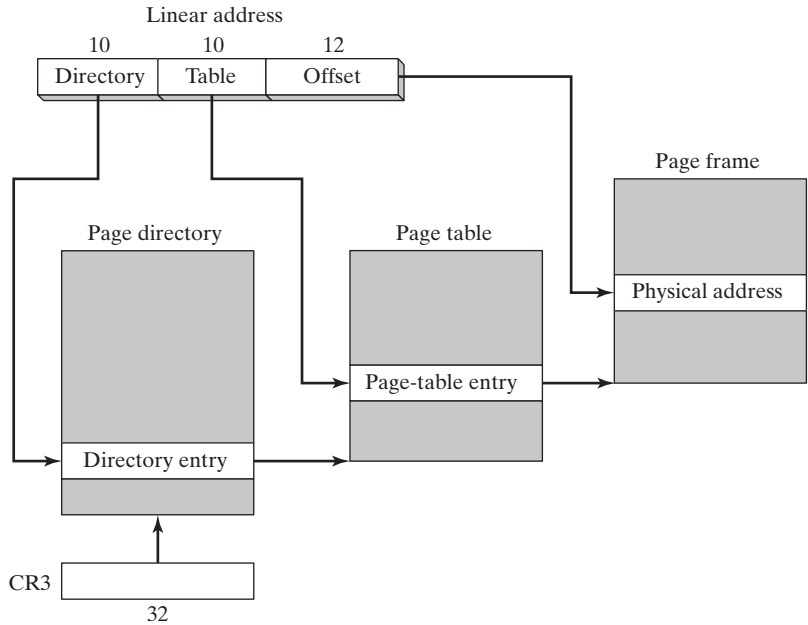 Linear address
10 10 12
Directory Table Offset
Page frame
Page directory Page table
Physical address
Page-table entry
Directory entry
CR3
32